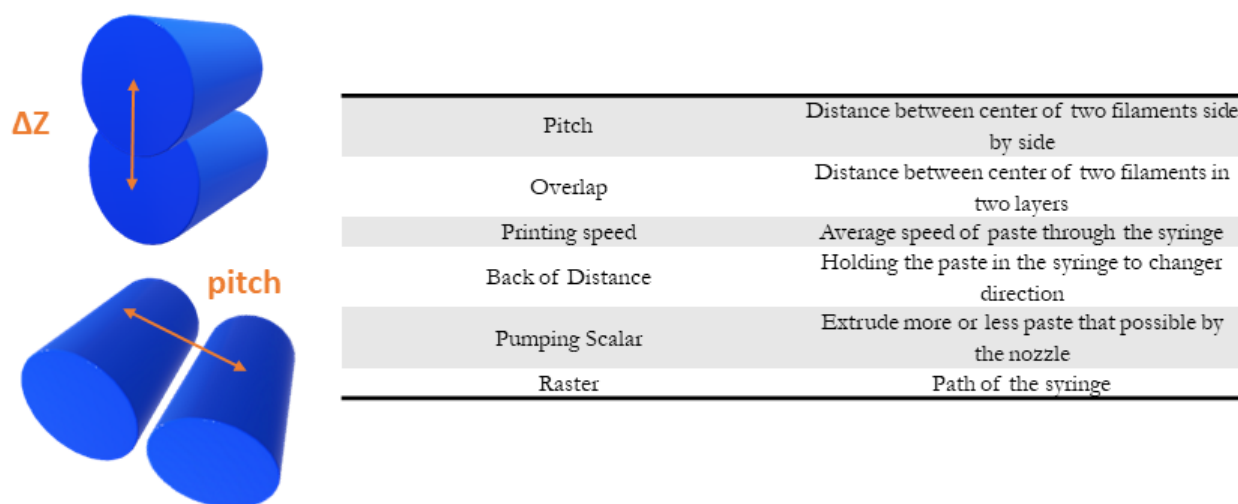 ΔZ
pitch
Pitch
Distance between center of two filaments side
by side
Overlap
Distance between center of two filaments in
two layers
Printing speed
Average speed of paste through the syringe
Back of Distance
Holding the paste in the syringe to changer
direction
Pumping Scalar
Extrude more or less paste that possible by
the nozzle
Raster
Path of the syringe